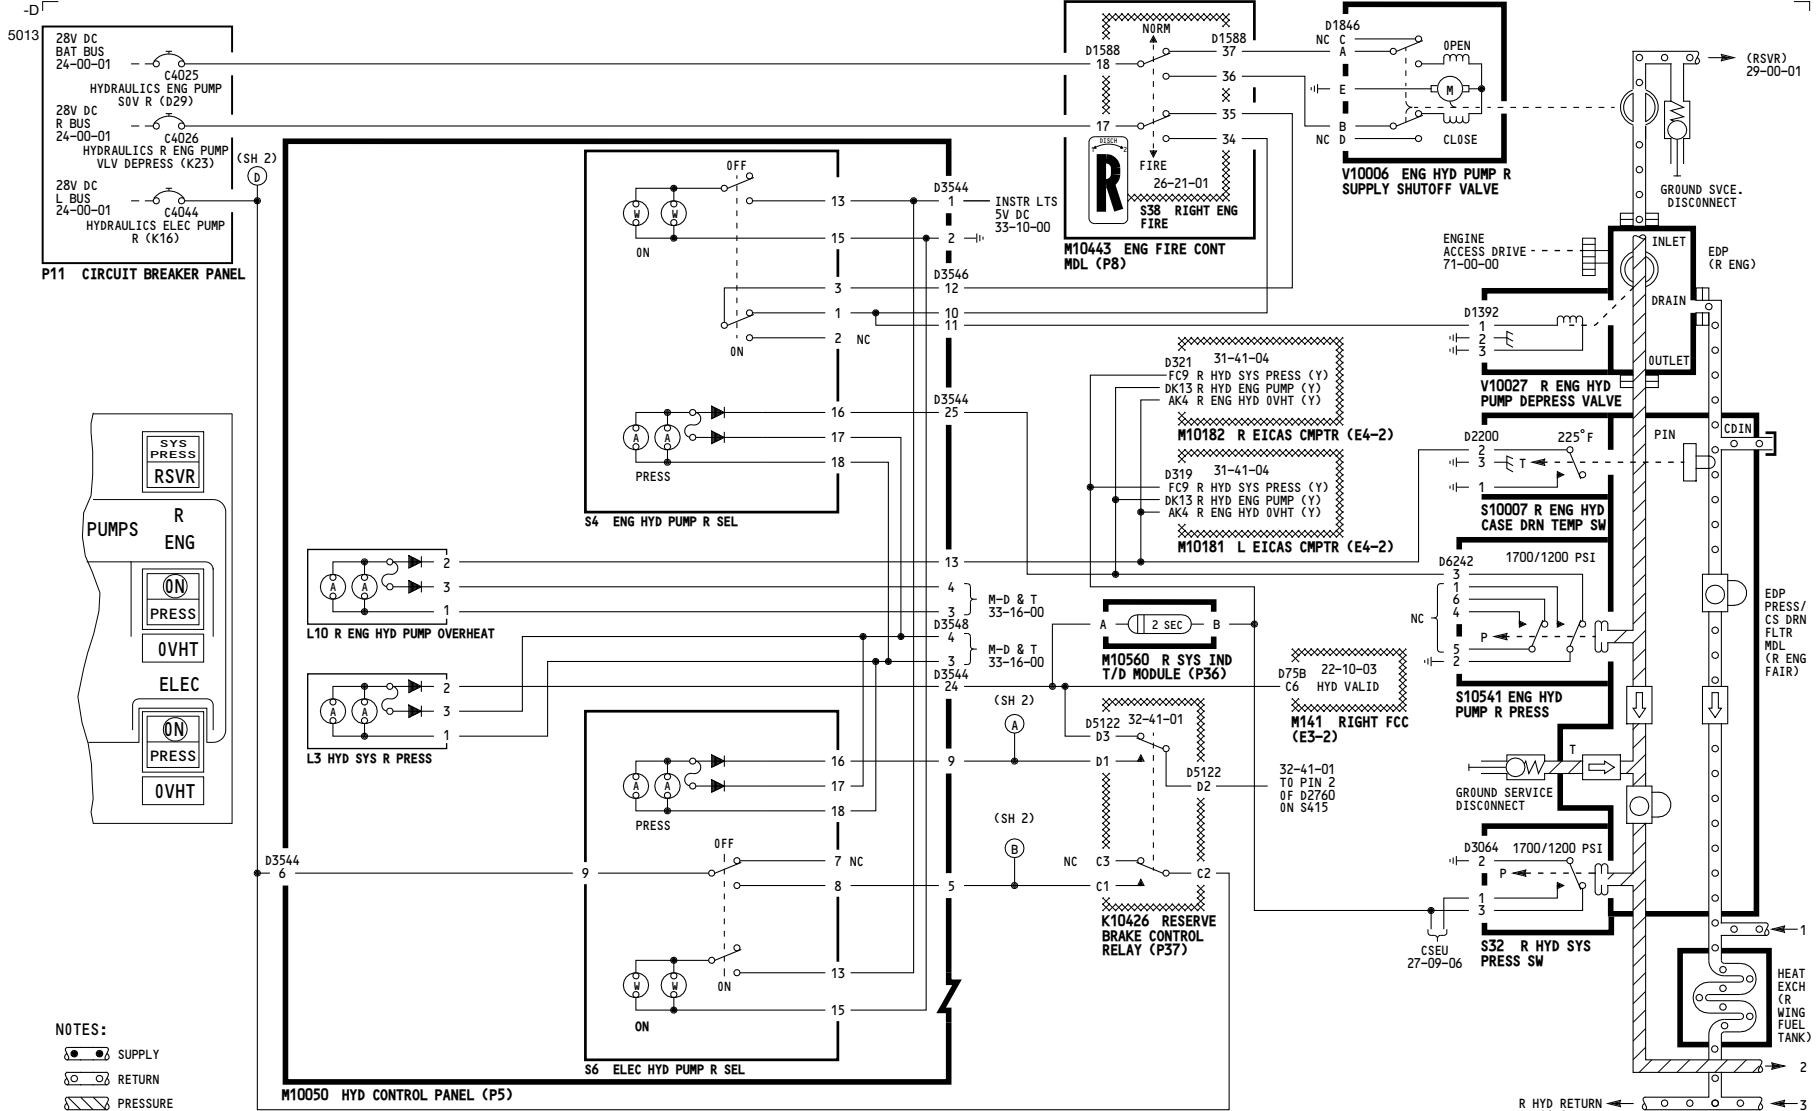 -D
5013
28V DC
BAT BUS
24-00-01
C4025
HYDRAULICS ENG PUMP
SOV R (D29)
28V DC
R BUS
24-00-01
C4026
HYDRAULICS R ENG PUMP
VLV DEPRESS (K23)
28V DC
L BUS
24-00-01
C4044
HYDRAULICS ELEC PUMP
R (K16)
P11 CIRCUIT BREAKER PANEL
(SH 2)
D
SYS
PRESS
RSVR
PUMPS
R
ENG
ON
PRESS
OVHT
ELEC
ON
PRESS
OVHT
NOTES:
SUPPLY
RETURN
PRESSURE
OFF
W W
ON
13
15
3
1
2 NC
ON
16
17
18
A A
PRESS
S4 ENG HYD PUMP R SEL
A A
2
3
1
L10 R ENG HYD PUMP OVERHEAT
A A
2
3
1
L3 HYD SYS R PRESS
D3544
6
9
A A
PRESS
16
17
18
OFF
7 NC
8
13
ON
W W
15
ON
S6 ELEC HYD PUMP R SEL
M10050 HYD CONTROL PANEL (P5)
D3544
1
INSTR LTS
5V DC
33-10-00
2
D3546
12
10
11
D3544
25
13
4
3
M-D & T
33-16-00
D3548
4
3
M-D & T
33-16-00
D3544
24
9
5
(SH 2)
A
(SH 2)
B
D1588
18
17
NORM
D1588
37
36
35
34
FIRE
DISCH
1 2
R
26-21-01
S38 RIGHT ENG
FIRE
M10443 ENG FIRE CONT
MDL (P8)
D1846
NC C
A
E
B
NC D
OPEN
M
CLOSE
V10006 ENG HYD PUMP R
SUPPLY SHUTOFF VALVE
(RSVR)
29-00-01
GROUND SVCE.
DISCONNECT
ENGINE
ACCESS DRIVE
71-00-00
INLET
EDP
(R ENG)
DRAIN
OUTLET
D1392
1
2
3
V10027 R ENG HYD
PUMP DEPRESS VALVE
D321
31-41-04
FC9 R HYD SYS PRESS (Y)
DK13 R HYD ENG PUMP (Y)
AK4 R ENG HYD OVHT (Y)
M10182 R EICAS CMPTR (E4-2)
D319
31-41-04
FC9 R HYD SYS PRESS (Y)
DK13 R HYD ENG PUMP (Y)
AK4 R ENG HYD OVHT (Y)
M10181 L EICAS CMPTR (E4-2)
D2200
2
3
1
225°F
T
PIN
CDIN
S10007 R ENG HYD
CASE DRN TEMP SW
D6242
3
1
6
4
NC
5
2
1700/1200 PSI
P
S10541 ENG HYD
PUMP R PRESS
EDP
PRESS/
CS DRN
FLTR
MDL
(R ENG
FAIR)
A
2 SEC
B
M10560 R SYS IND
T/D MODULE (P36)
D75B
C6
22-10-03
HYD VALID
M141 RIGHT FCC
(E3-2)
D5122
D3
D1
32-41-01
D5122
D2
32-41-01
TO PIN 2
OF D2760
ON S415
NC C3
C1
C2
K10426 RESERVE
BRAKE CONTROL
RELAY (P37)
T
GROUND SERVICE
DISCONNECT
D3064
2
1
3
1700/1200 PSI
P
CSEU
27-09-06
S32 R HYD SYS
PRESS SW
1
HEAT
EXCH
(R
WING
FUEL
TANK)
2
R HYD RETURN
3